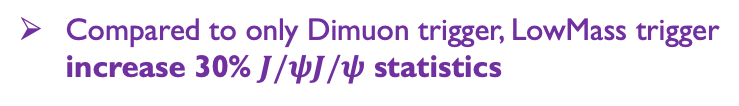 ➢ Compared to only Dimuon trigger, LowMass trigger
increase 30% J/ψJ/ψ statistics